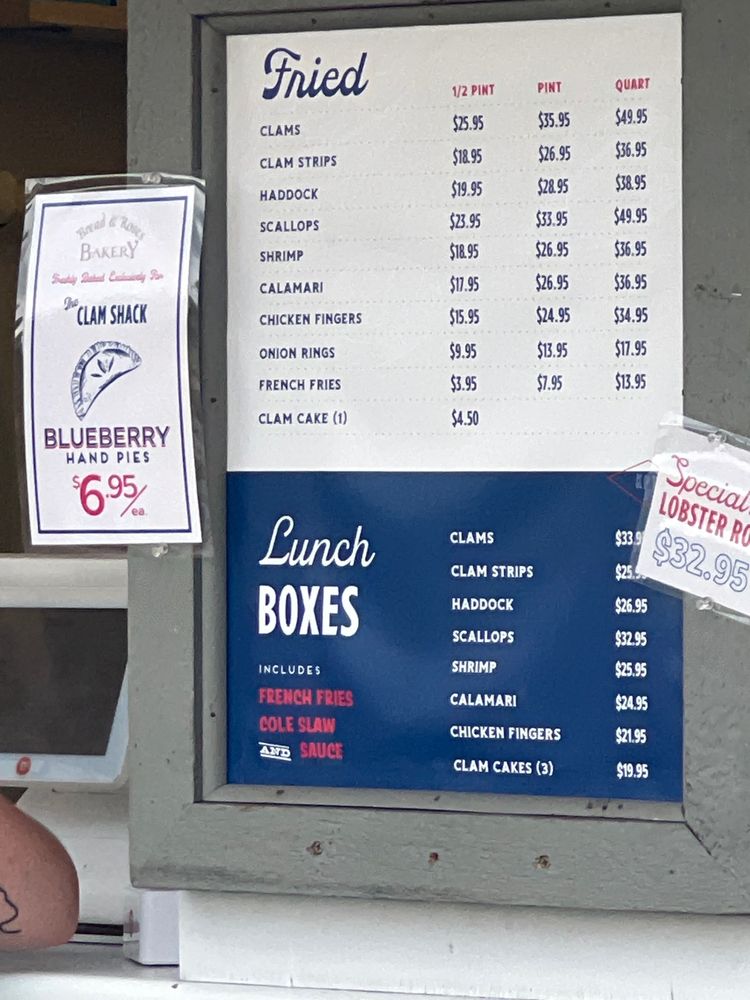 Fried
1/2 PINT PINT QUART
CLAMS $25.95 $35.95 $49.95
CLAM STRIPS $18.95 $26.95 $36.95
HADDOCK $19.95 $28.95 $38.95
SCALLOPS $23.95 $33.95 $49.95
SHRIMP $18.95 $26.95 $36.95
CALAMARI $17.95 $26.95 $36.95
CHICKEN FINGERS $15.95 $24.95 $34.95
ONION RINGS $9.95 $13.95 $17.95
FRENCH FRIES $3.95 $7.95 $13.95
CLAM CAKE (1) $4.50
Lunch
BOXES
INCLUDES
FRENCH FRIES
COLE SLAW
AND SAUCE
CLAMS $33.9
CLAM STRIPS $25.
HADDOCK $26.95
SCALLOPS $32.95
SHRIMP $25.95
CALAMARI $24.95
CHICKEN FINGERS $21.95
CLAM CAKES (3) $19.95
Bread & Roses
BAKERY
Freshly Baked Exclusively For
The
CLAM SHACK
BLUEBERRY
HAND PIES
$6.95/ea.
Special
LOBSTER RO
$32.95